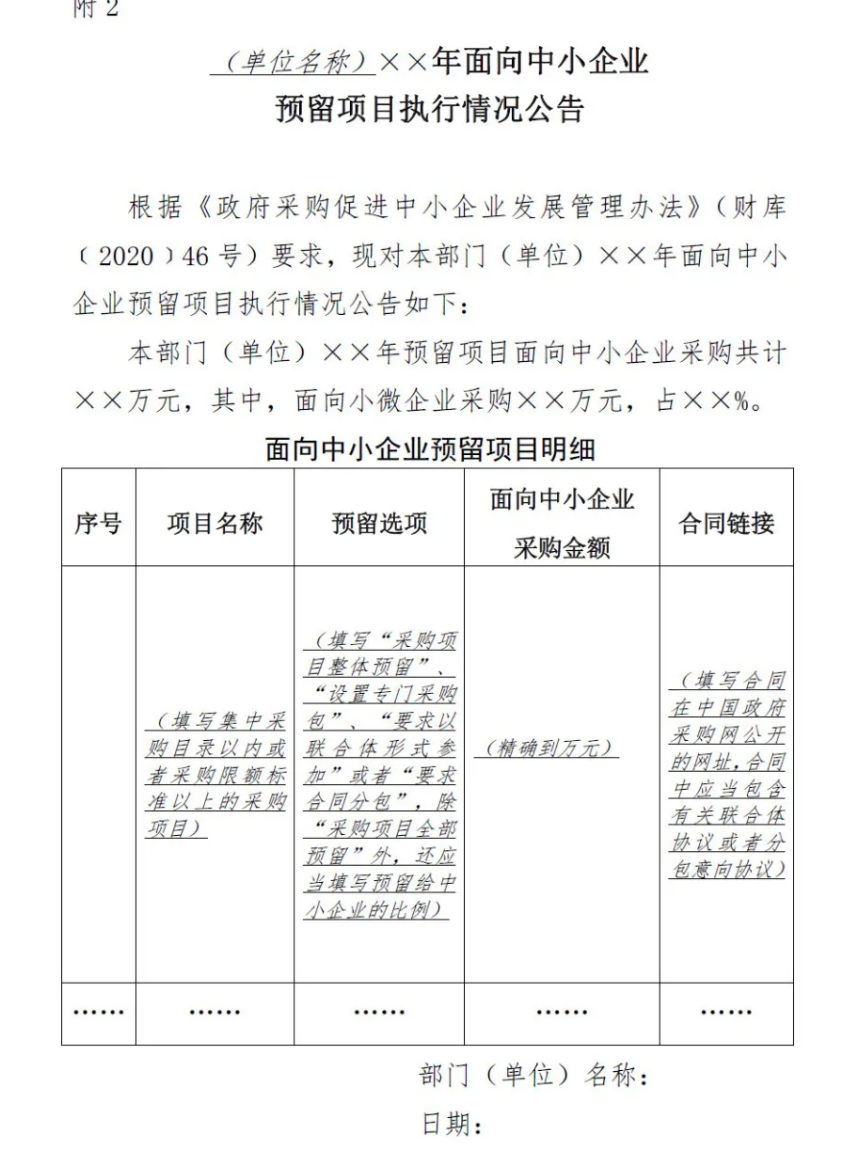 附 2
（单位名称）××年面向中小企业
预留项目执行情况公告
根据《政府采购促进中小企业发展管理办法》（财库
﹝2020﹞46 号）要求，现对本部门（单位）××年面向中小
企业预留项目执行情况公告如下：
本部门（单位）××年预留项目面向中小企业采购共计
××万元，其中，面向小微企业采购××万元，占××%。
面向中小企业预留项目明细
序号
项目名称
预留选项
面向中小企业
采购金额
合同链接
（填写集中采
购目录以内或
者采购限额标
准以上的采购
项目）
（填写“采购项
目整体预留”、
“设置专门采购
包”、“要求以
联合体形式参
加”或者“要求
合同分包”，除
“采购项目全部
预留”外，还应
当填写预留给中
小企业的比例）
（精确到万元）
（填写合同
在中国政府
采购网公开
的网址，合同
中应当包含
有关联合体
协议或者分
包意向协议）
……
……
……
……
……
部门（单位）名称：
日期：